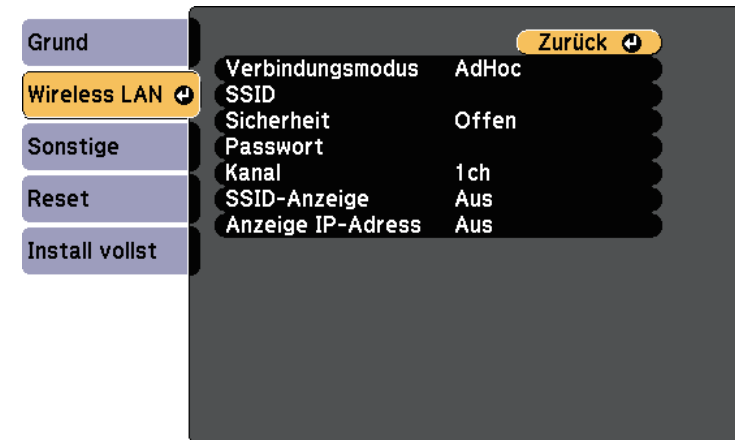 Grund
Wireless LAN
Sonstige
Reset
Install vollst
Zurück
Verbindungsmodus AdHoc
SSID
Sicherheit Offen
Passwort
Kanal 1ch
SSID-Anzeige Aus
Anzeige IP-Adress Aus